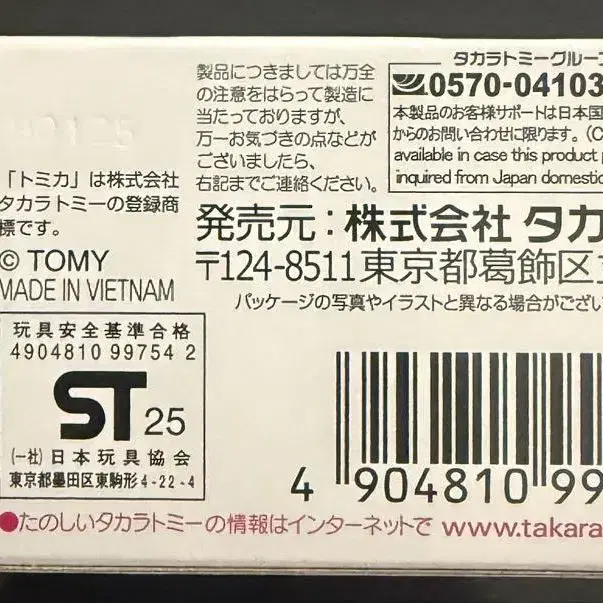 製品につきましては万全
の注意をはらって製造に
当たっておりますが、
万一お気づきの点などが
ございましたら、
右記までご連絡ください。
タカラトミーグループ
0570-04103
本製品のお客様サポートは日本国
からのお問い合わせに限ります。(C
available in case this product
inquired from Japan domestic
「トミカ」は株式会社
タカラトミーの登録商
標です。
© TOMY
MADE IN VIETNAM
発売元：株式会社 タカ
〒124-8511東京都葛飾区
パッケージの写真やイラストと異なる場合がござい
玩具安全基準合格
4904810 99754 2
ST 25
(一社)日本玩具協会
東京都墨田区東駒形4-22-4
4 904810 99
●たのしいタカラトミーの情報はインターネットで www.takara